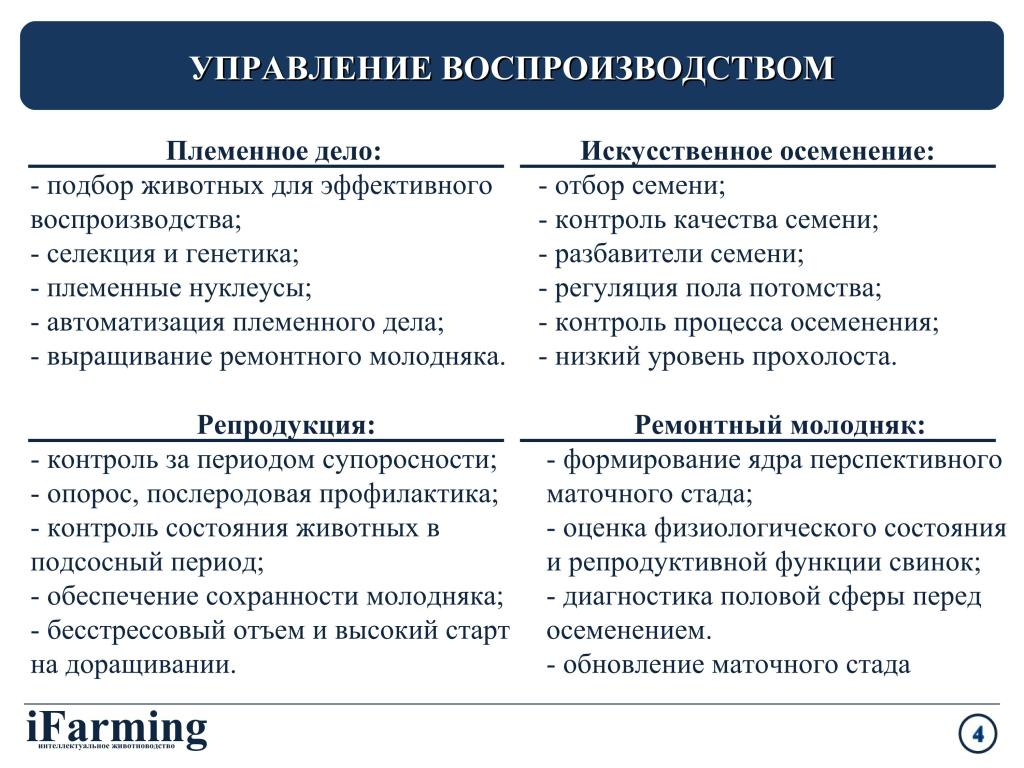 УПРАВЛЕНИЕ ВОСПРОИЗВОДСТВОМ
Племенное дело:
- подбор животных для эффективного
воспроизводства;
- селекция и генетика;
- племенные нуклеусы;
- автоматизация племенного дела;
- выращивание ремонтного молодняка.
Искусственное осеменение:
- отбор семени;
- контроль качества семени;
- разбавители семени;
- регуляция пола потомства;
- контроль процесса осеменения;
- низкий уровень прохолоста.
Репродукция:
- контроль за периодом супоросности;
- опорос, послеродовая профилактика;
- контроль состояния животных в
подсосный период;
- обеспечение сохранности молодняка;
- бесстрессовый отъем и высокий старт
на доращивании.
Ремонтный молодняк:
- формирование ядра перспективного
маточного стада;
- оценка физиологического состояния
и репродуктивной функции свинок;
- диагностика половой сферы перед
осеменением.
- обновление маточного стада
iFarming
интеллектуальное животноводство
4